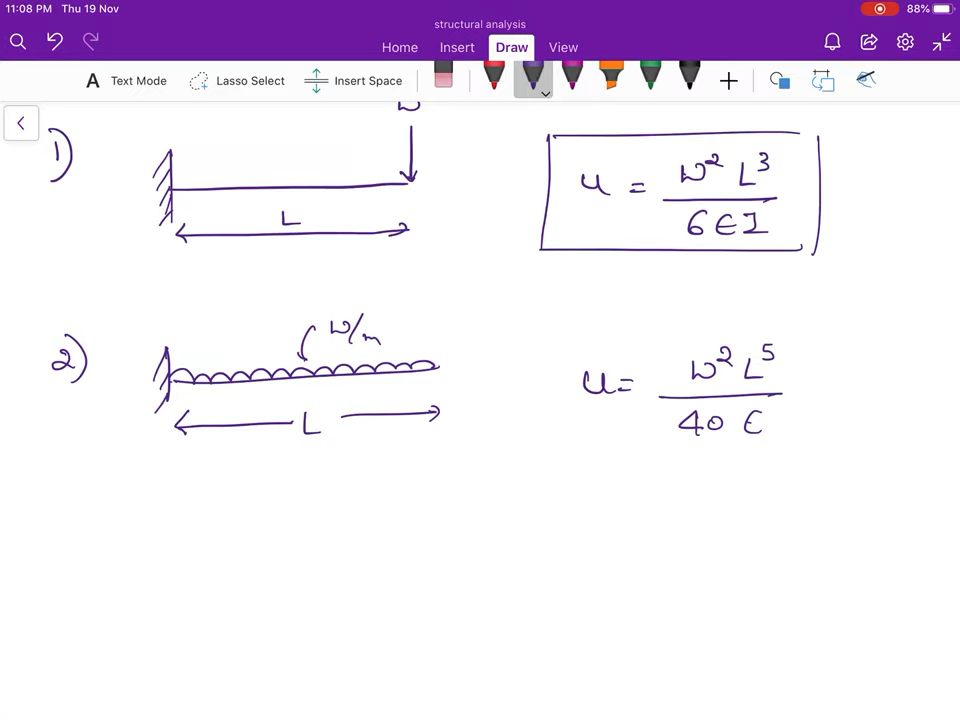 11:08 PM Thu 19 Nov
88%
structural analysis
Home Insert Draw View
A Text Mode Lasso Select Insert Space
1)
L
u = w² L³ / 6 E I
2)
w/m
L
u = w² L⁵ / 40 E